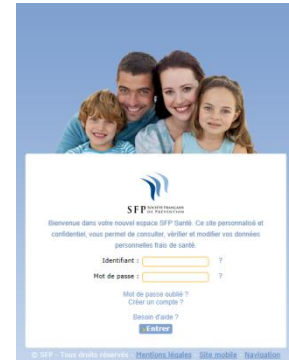 SFP SOCIÉTÉ FRANÇAISE
DE PRÉVENTION
Bienvenue dans votre nouvel espace SFP Santé. Ce site personnalisé et
confidentiel, vous permet de consulter, vérifier et modifier vos données
personnelles frais de santé.
Identifiant : ?
Mot de passe : ?
Mot de passe oublié ?
Créer un compte ?
Besoin d'aide ?
Entrer
© SFP - Tous droits réservés - Mentions légales Site mobile Navigation